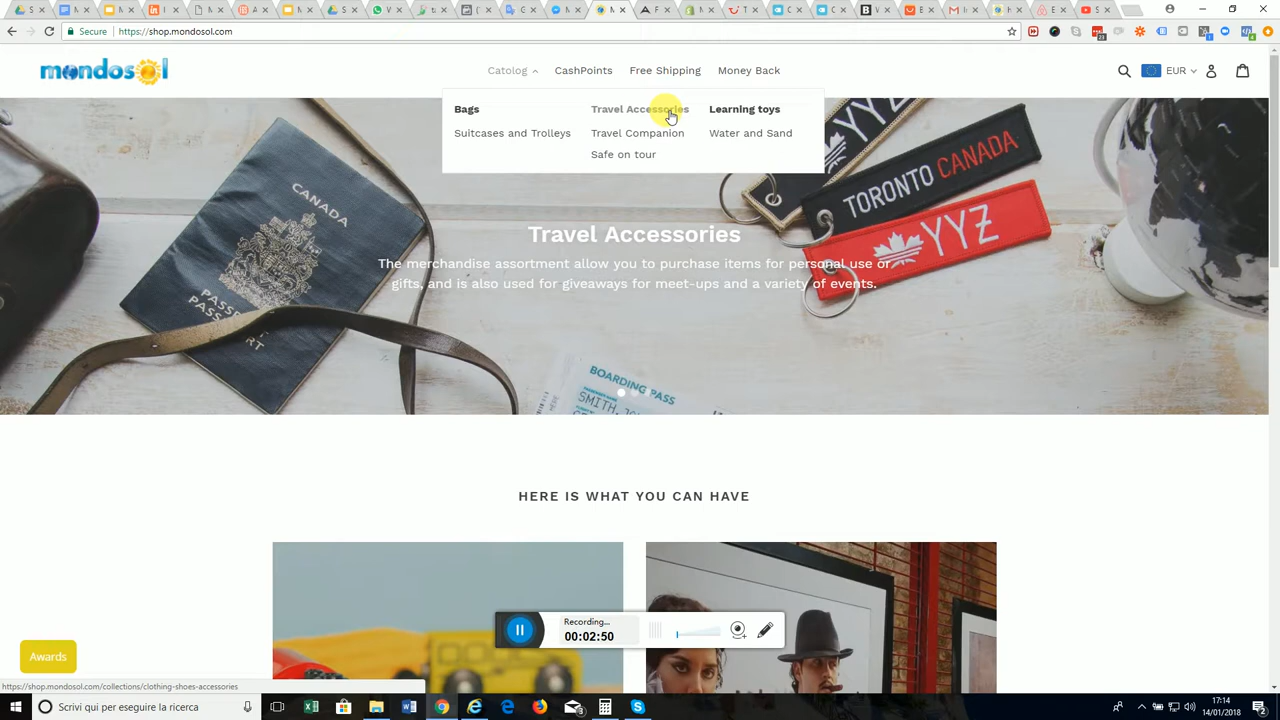 Secure
https://shop.mondosol.com
mondosol
Catolog
CashPoints
Free Shipping
Money Back
EUR
Bags
Travel Accessories
Learning toys
Suitcases and Trolleys
Travel Companion
Water and Sand
Safe on tour
CANADA
PASSPORT
YYZ
TORONTO CANADA
YYZ
Travel Accessories
The merchandise assortment allow you to purchase items for personal use or
gifts, and is also used for giveaways for meet-ups and a variety of events.
BOARDING PASS
HERE IS WHAT YOU CAN HAVE
Recording...
00:02:50
Awards
https://shop.mondosol.com/collections/clothing-shoes-accessories
Scrivi qui per eseguire la ricerca
17:14
14/01/2018